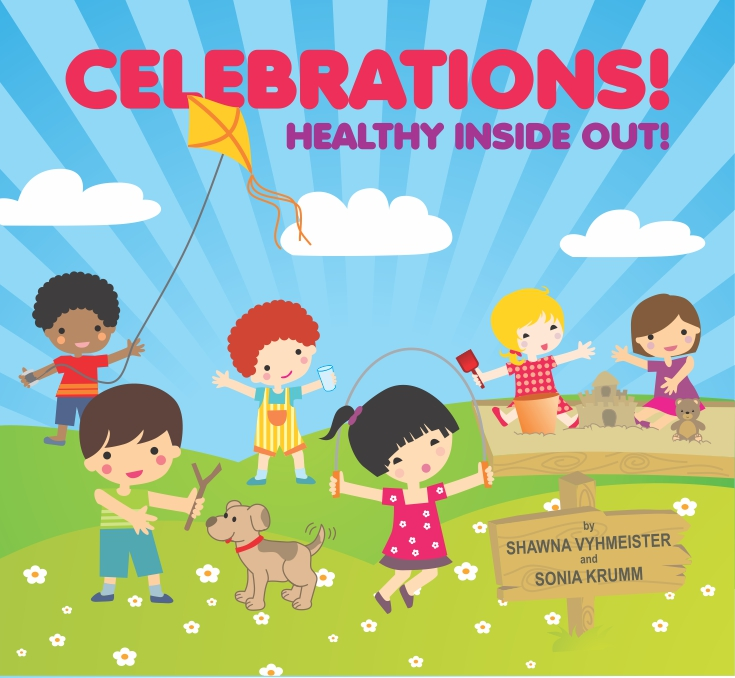 CELEBRATIONS!
HEALTHY INSIDE OUT!
by
SHAWNA VYHMEISTER
and
SONIA KRUMM